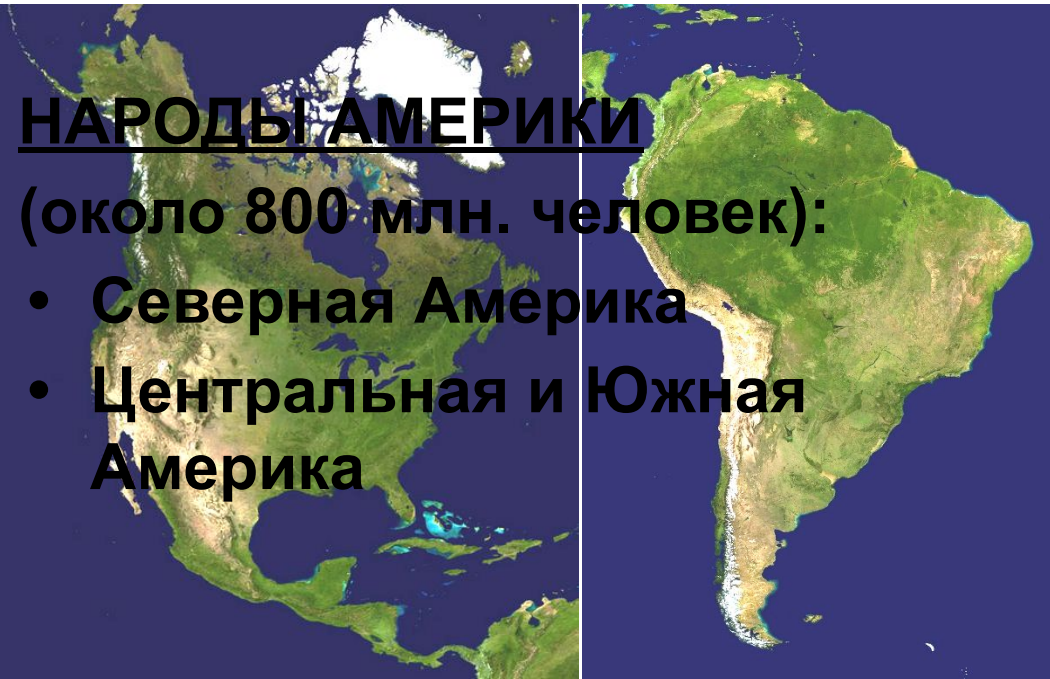 НАРОДЫ АМЕРИКИ
(около 800 млн. человек):
• Северная Америка
• Центральная и Южная
Америка